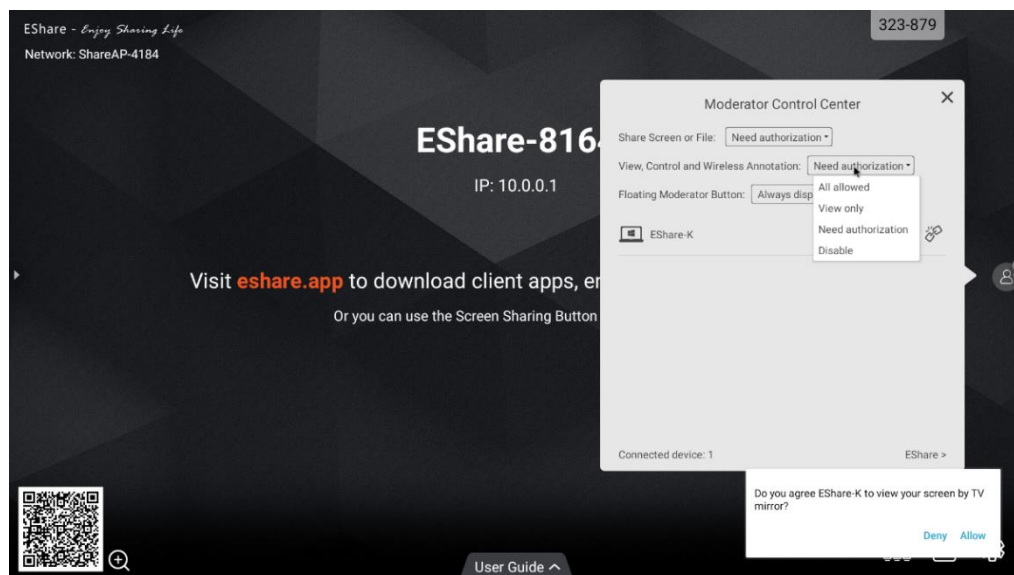 EShare - Enjoy Sharing Life
Network: ShareAP-4184
323-879
EShare-816
IP: 10.0.0.1
Visit eshare.app to download client apps, en
Or you can use the Screen Sharing Button
Moderator Control Center
Share Screen or File: Need authorization
View, Control and Wireless Annotation: Need authorization
Floating Moderator Button: Always disp
All allowed
View only
Need authorization
Disable
EShare-K
Connected device: 1
EShare >
Do you agree EShare-K to view your screen by TV
mirror?
Deny Allow
User Guide